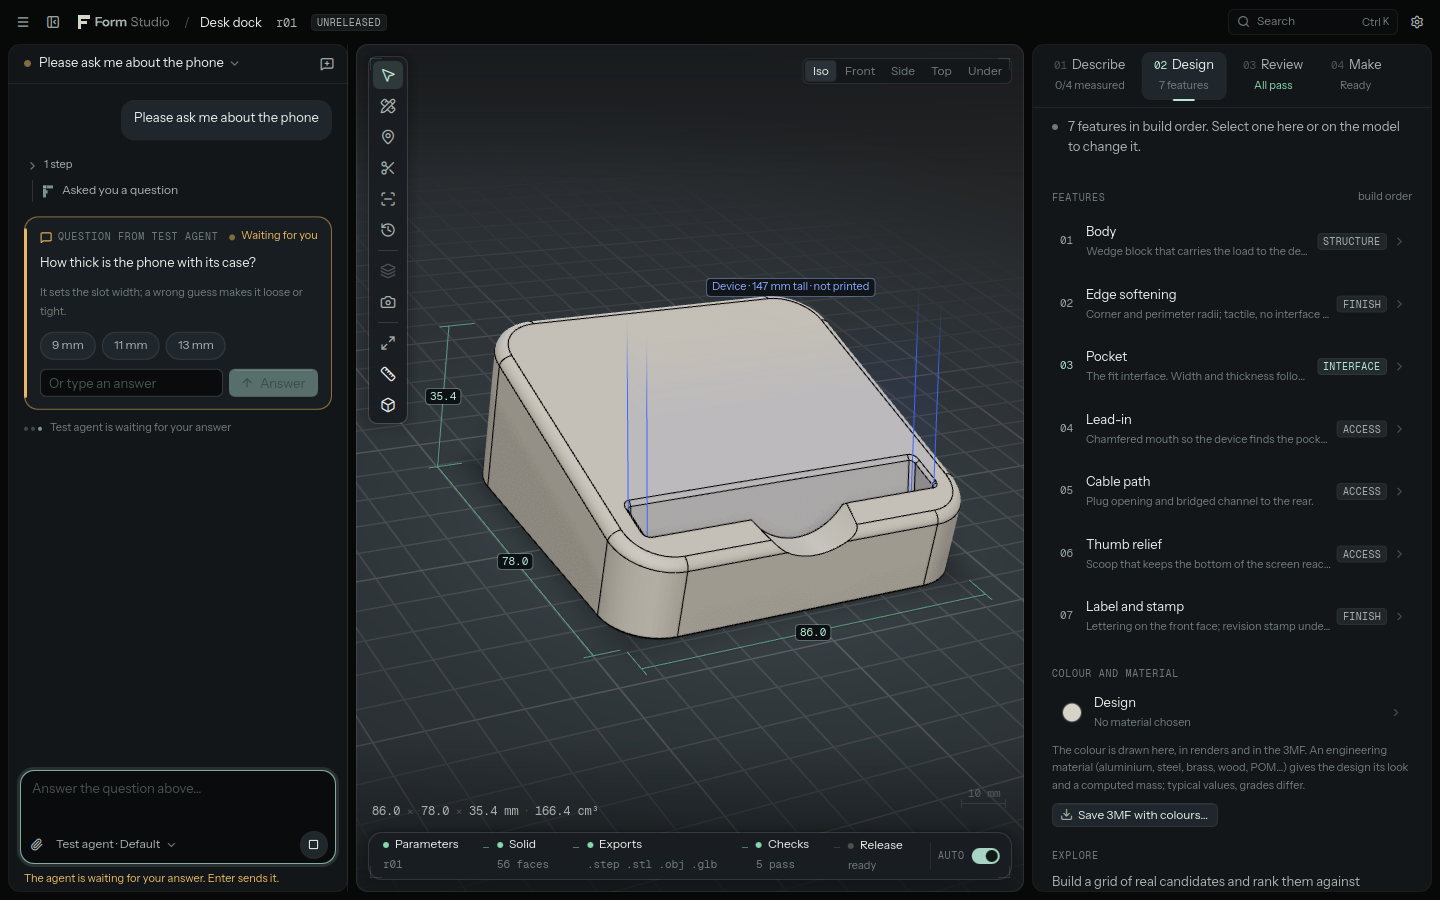 Form Studio / Desk dock r01 UNRELEASED
Search Ctrl K
Please ask me about the phone
Please ask me about the phone
1 step
Asked you a question
QUESTION FROM TEST AGENT
Waiting for you
How thick is the phone with its case?
It sets the slot width; a wrong guess makes it loose or
tight.
9 mm
11 mm
13 mm
Or type an answer
Answer
Test agent is waiting for your answer
Answer the question above…
Test agent · Default
The agent is waiting for your answer. Enter sends it.
Iso Front Side Top Under
Device · 147 mm tall · not printed
35.4
78.0
86.0
10 mm
86.0 × 78.0 × 35.4 mm · 166.4 cm³
Parameters
r01
Solid
56 faces
Exports
.step .stl .obj .glb
Checks
5 pass
Release
ready
AUTO
01 Describe
0/4 measured
02 Design
7 features
03 Review
All pass
04 Make
Ready
7 features in build order. Select one here or on the model
to change it.
FEATURES
build order
01 Body
Wedge block that carries the load to the de…
STRUCTURE
02 Edge softening
Corner and perimeter radii; tactile, no interface …
FINISH
03 Pocket
The fit interface. Width and thickness follo…
INTERFACE
04 Lead-in
Chamfered mouth so the device finds the pock…
ACCESS
05 Cable path
Plug opening and bridged channel to the rear.
ACCESS
06 Thumb relief
Scoop that keeps the bottom of the screen reac…
ACCESS
07 Label and stamp
Lettering on the front face; revision stamp unde…
FINISH
COLOUR AND MATERIAL
Design
No material chosen
The colour is drawn here, in renders and in the 3MF. An engineering
material (aluminium, steel, brass, wood, POM…) gives the design its look
and a computed mass; typical values, grades differ.
Save 3MF with colours…
EXPLORE
Build a grid of real candidates and rank them against